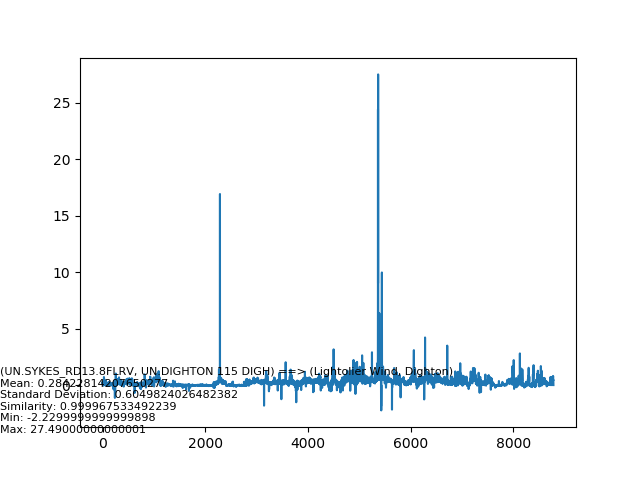 25
20
15
10
5
(UN.SYKES_RD13.8FLRV, UN.DIGHTON 115 DIGH) ==> (Lightolier Wind, Dighton)
Mean: 0.28422814207650277
Standard Deviation: 0.6049824026482382
Similarity: 0.999967533492239
Min: -2.2299999999999898
Max: 27.49000000000001
0 2000 4000 6000 8000